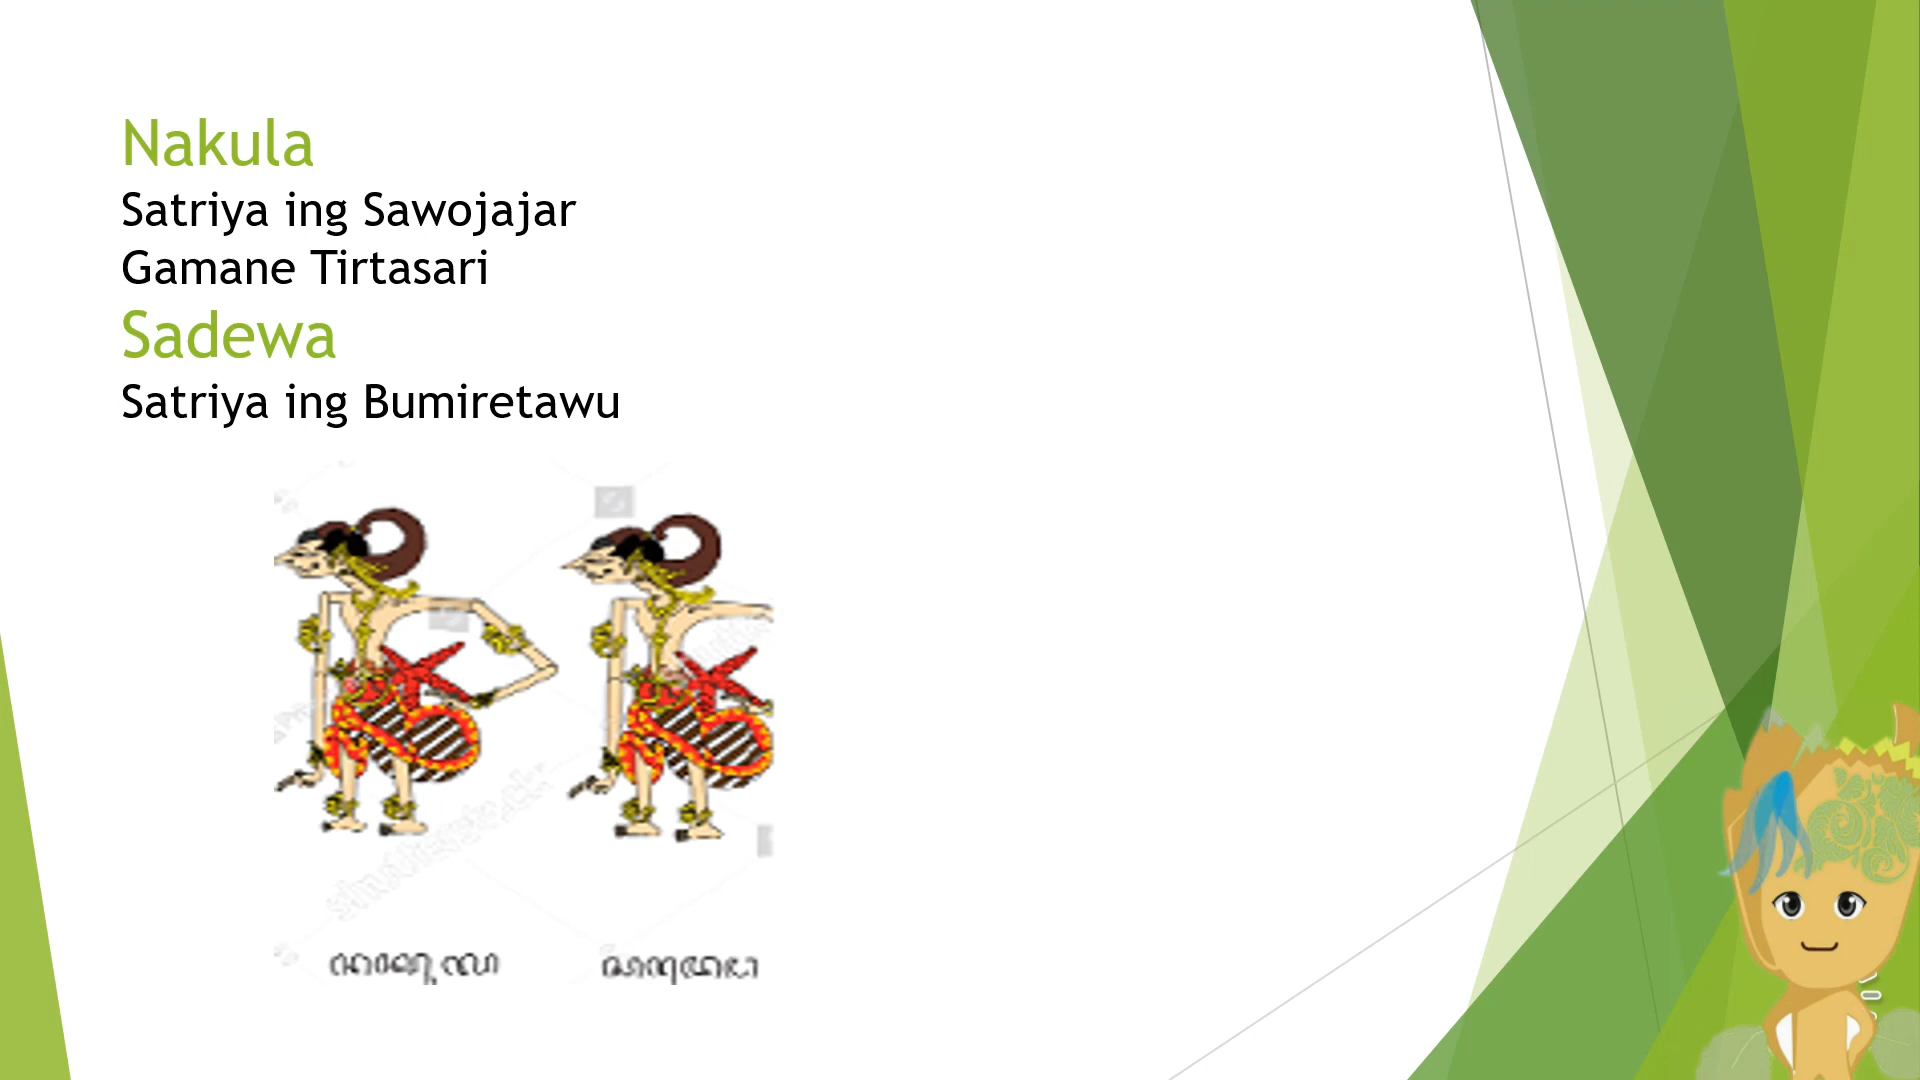 Nakula
Satriya ing Sawojajar
Gamane Tirtasari
Sadewa
Satriya ing Bumiretawu